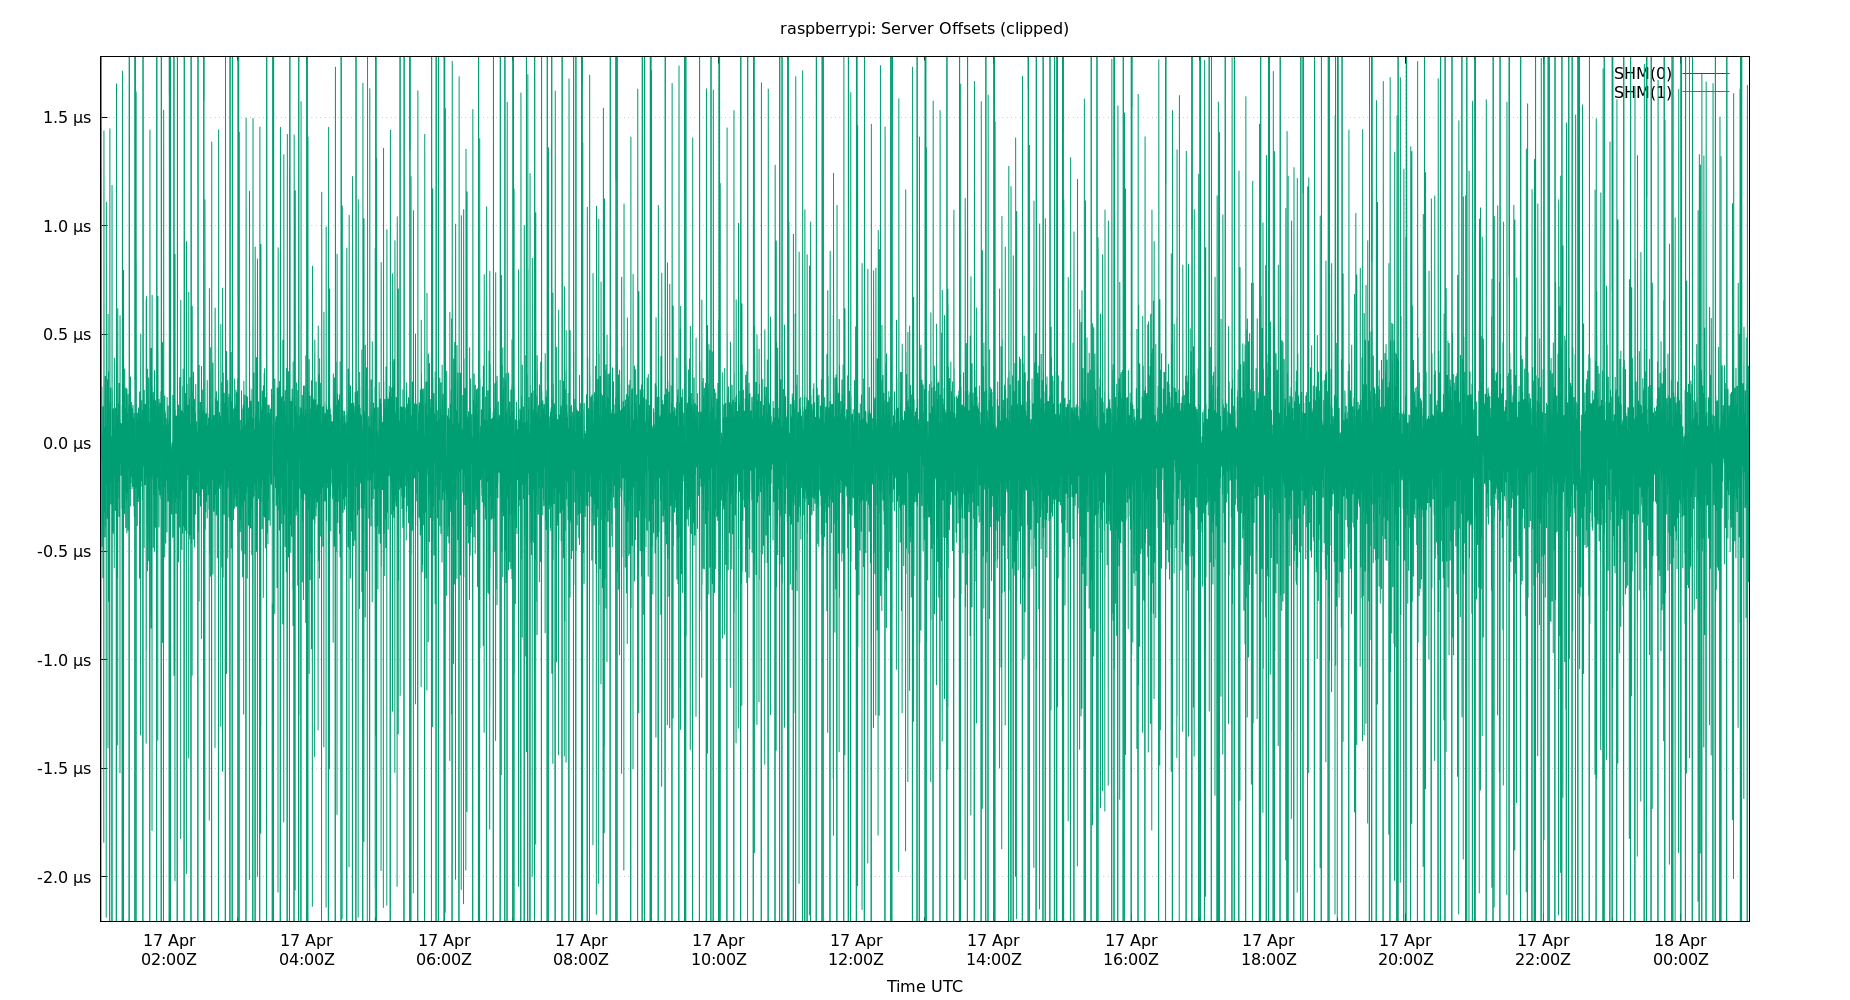 raspberrypi: Server Offsets (clipped)
SHM(0)
SHM(1)
1.5 µs
1.0 µs
0.5 µs
0.0 µs
-0.5 µs
-1.0 µs
-1.5 µs
-2.0 µs
17 Apr 17 Apr 17 Apr 17 Apr 17 Apr 17 Apr 17 Apr 17 Apr 17 Apr 17 Apr 17 Apr 18 Apr
02:00Z 04:00Z 06:00Z 08:00Z 10:00Z 12:00Z 14:00Z 16:00Z 18:00Z 20:00Z 22:00Z 00:00Z
Time UTC